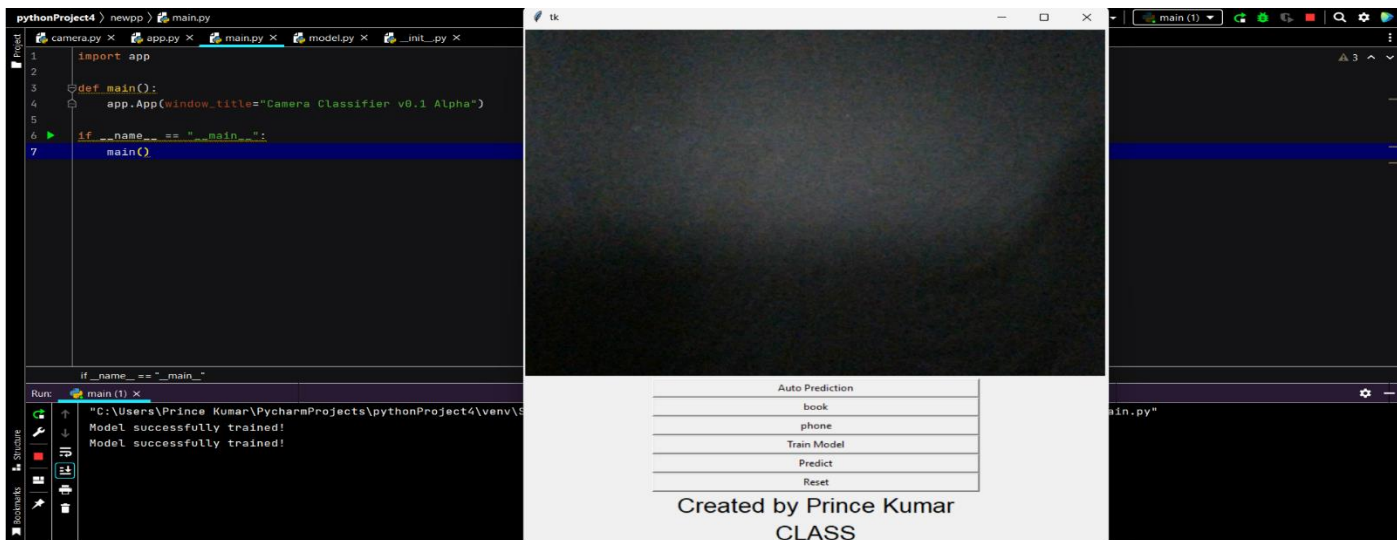 pythonProject4 〉 newpp 〉 main.py
main (1)
Project
camera.py × app.py × main.py × model.py × __init__.py ×
1 import app
2
3 def main():
4 app.App(window_title="Camera Classifier v0.1 Alpha")
5
6 if __name__ == "__main__":
7 main()
3
if __name__ == "__main__"
Run: main (1) ×
"C:\Users\Prince Kumar\PycharmProjects\pythonProject4\venv\S
ain.py"
Model successfully trained!
Model successfully trained!
Structure
Bookmarks
tk
Auto Prediction
book
phone
Train Model
Predict
Reset
Created by Prince Kumar
CLASS